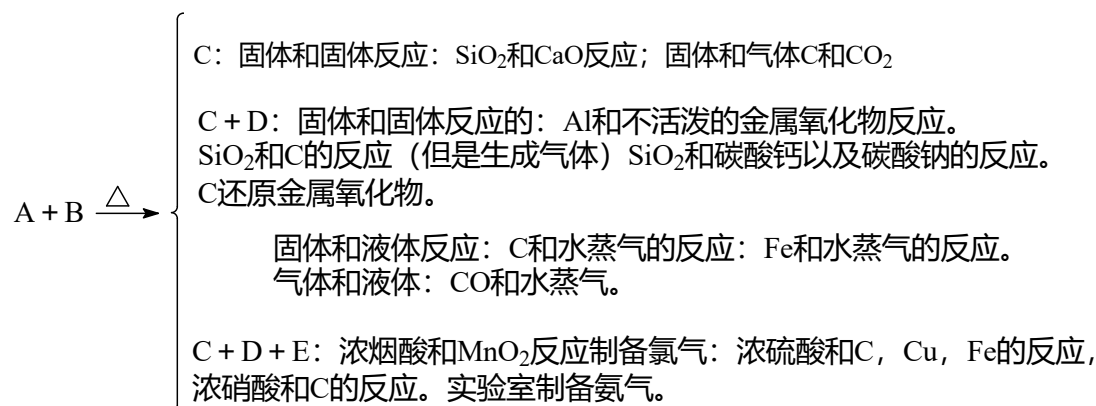 C：固体和固体反应：SiO₂和CaO反应；固体和气体C和CO₂
C + D：固体和固体反应的：Al和不活泼的金属氧化物反应。
SiO₂和C的反应（但是生成气体）SiO₂和碳酸钙以及碳酸钠的反应。
C还原金属氧化物。
A + B △
固体和液体反应：C和水蒸气的反应：Fe和水蒸气的反应。
气体和液体：CO和水蒸气。
C + D + E：浓烟酸和MnO₂反应制备氯气：浓硫酸和C，Cu，Fe的反应，
浓硝酸和C的反应。实验室制备氨气。